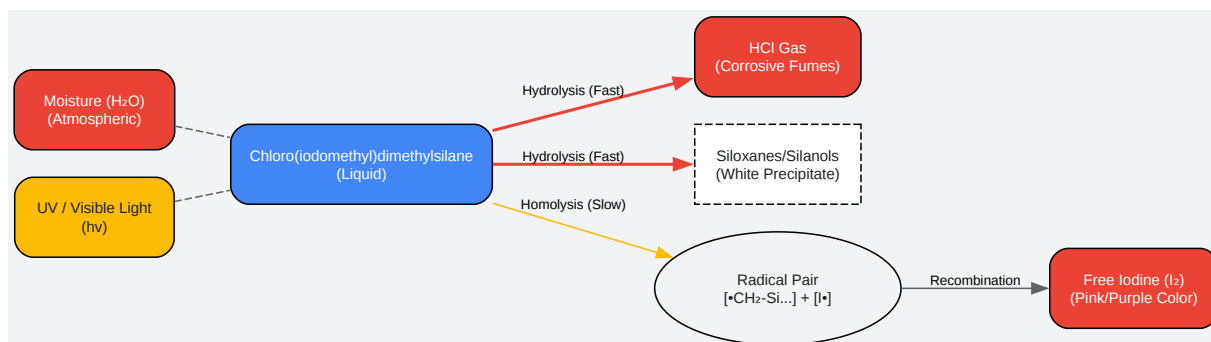 Moisture (H₂O)
(Atmospheric)
UV / Visible Light
(hv)
Chloro(iodomethyl)dimethylsilane
(Liquid)
Hydrolysis (Fast)
Hydrolysis (Fast)
Homolysis (Slow)
HCl Gas
(Corrosive Fumes)
Siloxanes/Silanols
(White Precipitate)
Radical Pair
[•CH₂-Si...] + [I•]
Recombination
Free Iodine (I₂)
(Pink/Purple Color)